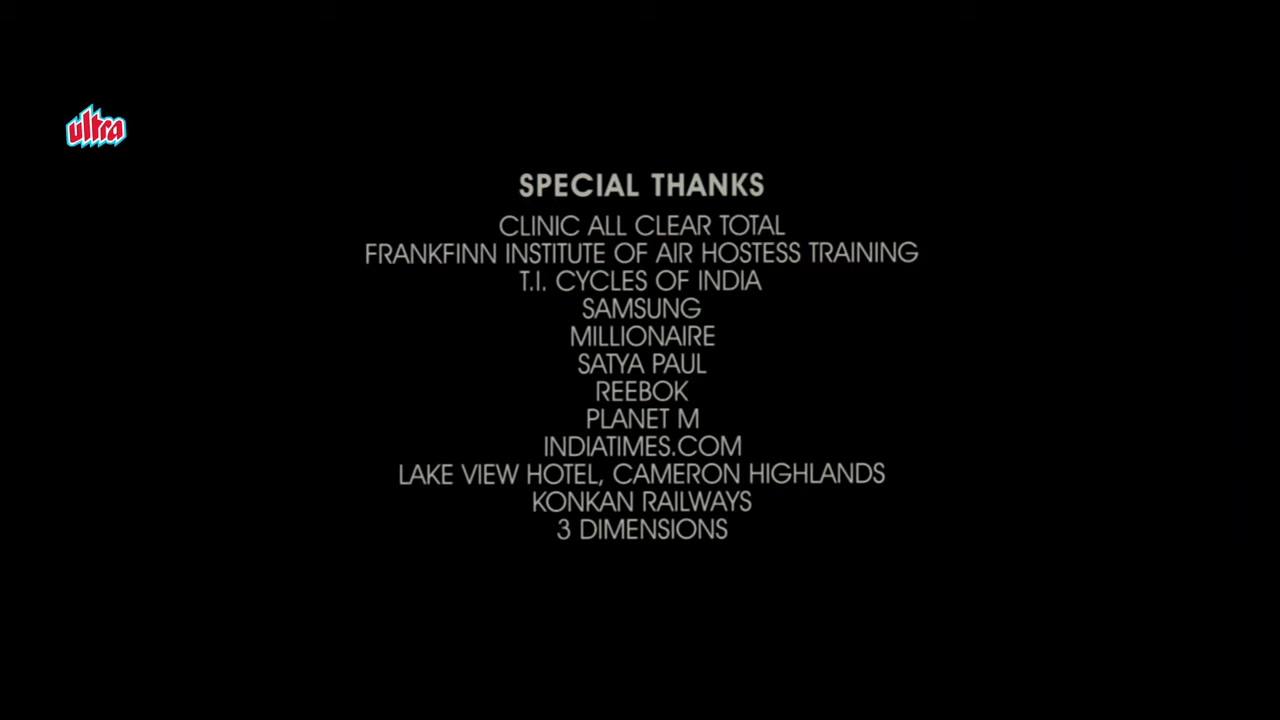 ultra
SPECIAL THANKS
CLINIC ALL CLEAR TOTAL
FRANKFINN INSTITUTE OF AIR HOSTESS TRAINING
T.I. CYCLES OF INDIA
SAMSUNG
MILLIONAIRE
SATYA PAUL
REEBOK
PLANET M
INDIATIMES.COM
LAKE VIEW HOTEL, CAMERON HIGHLANDS
KONKAN RAILWAYS
3 DIMENSIONS